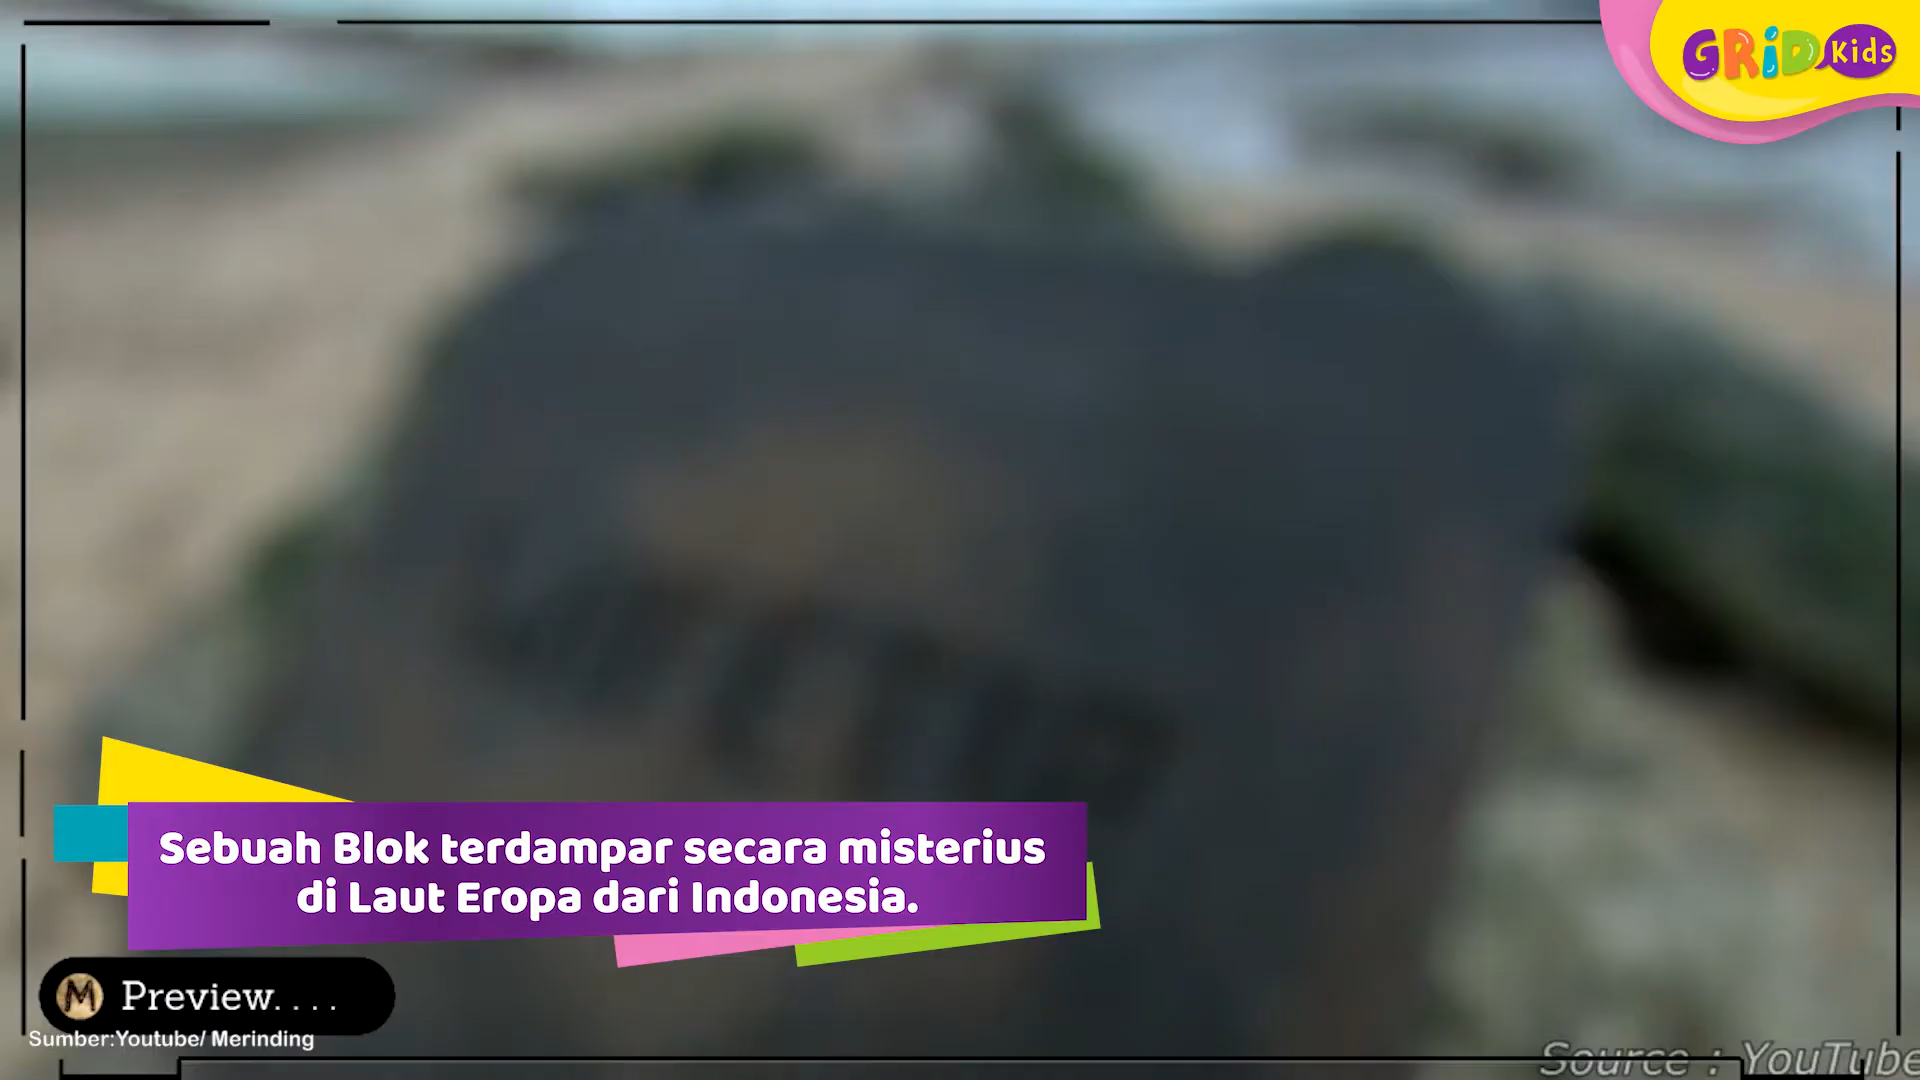 GRiD Kids
Sebuah Blok terdampar secara misterius
di Laut Eropa dari Indonesia.
M Preview. . . .
Sumber:Youtube/ Merinding
Source : YouTube